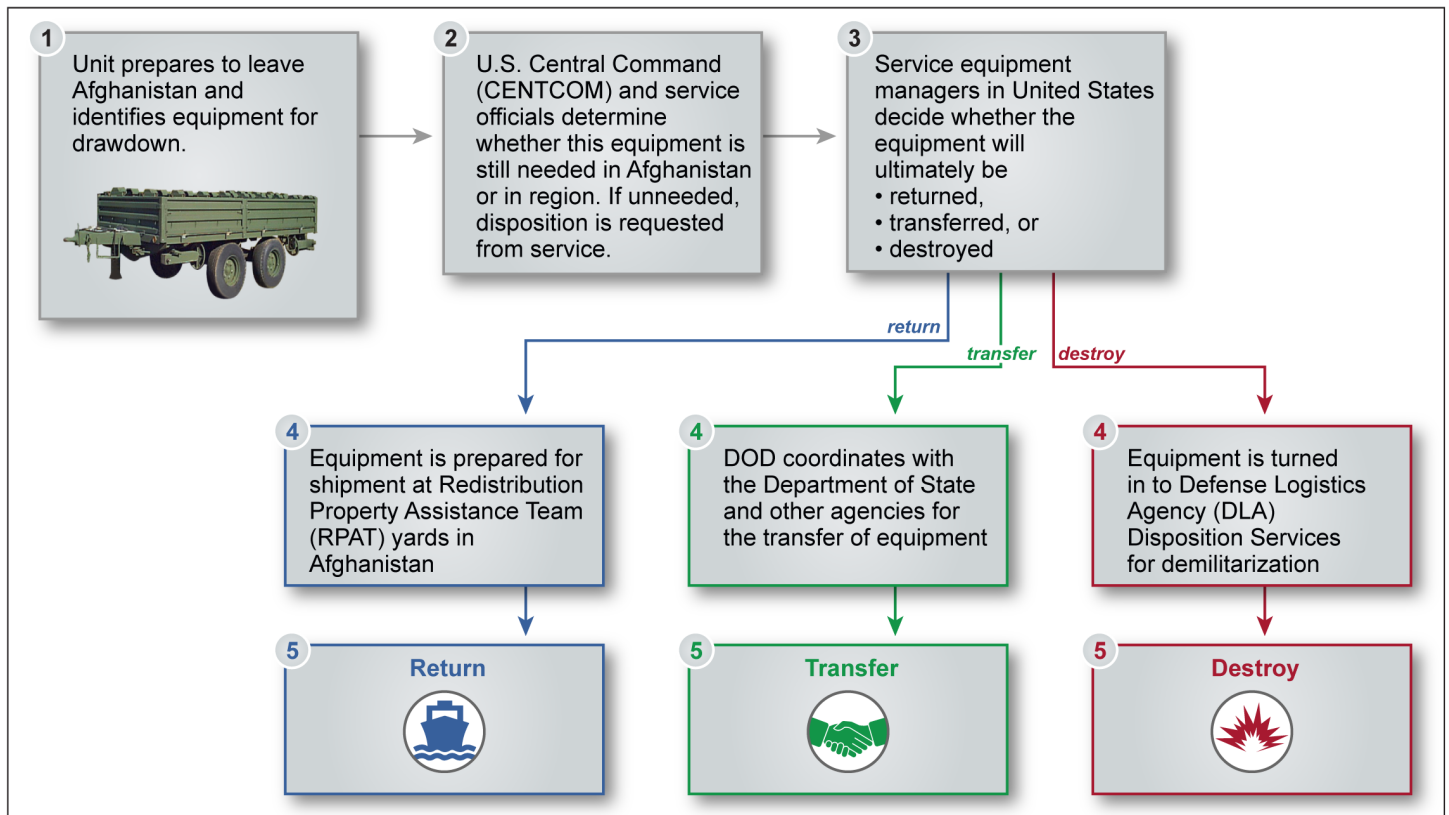 1
Unit prepares to leave
Afghanistan and
identifies equipment for
drawdown.
2
U.S. Central Command
(CENTCOM) and service
officials determine
whether this equipment is
still needed in Afghanistan
or in region. If unneeded,
disposition is requested
from service.
3
Service equipment
managers in United States
decide whether the
equipment will
ultimately be
• returned,
• transferred, or
• destroyed
return
transfer
destroy
4
Equipment is prepared for
shipment at Redistribution
Property Assistance Team
(RPAT) yards in
Afghanistan
4
DOD coordinates with
the Department of State
and other agencies for
the transfer of equipment
4
Equipment is turned
in to Defense Logistics
Agency (DLA)
Disposition Services
for demilitarization
5
Return
5
Transfer
5
Destroy